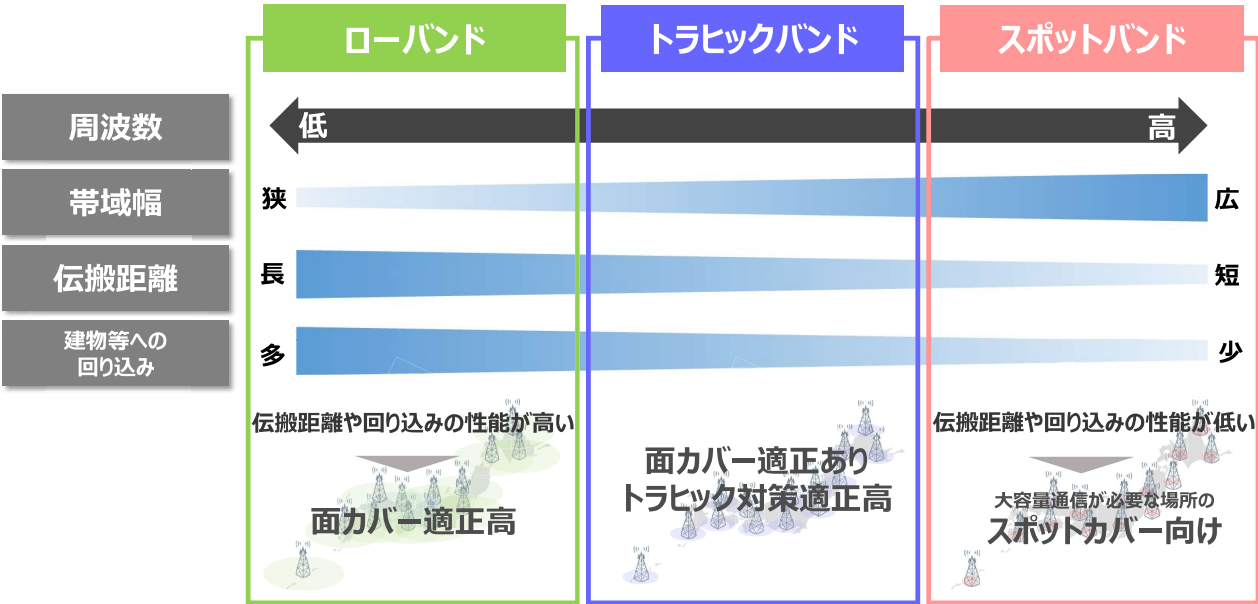 ローバンド
トラヒックバンド
スポットバンド
周波数
低
高
帯域幅
狭
広
伝搬距離
長
短
建物等への
回り込み
多
少
伝搬距離や回り込みの性能が高い
面カバー適正高
面カバー適正あり
トラヒック対策適正高
伝搬距離や回り込みの性能が低い
大容量通信が必要な場所の
スポットカバー向け